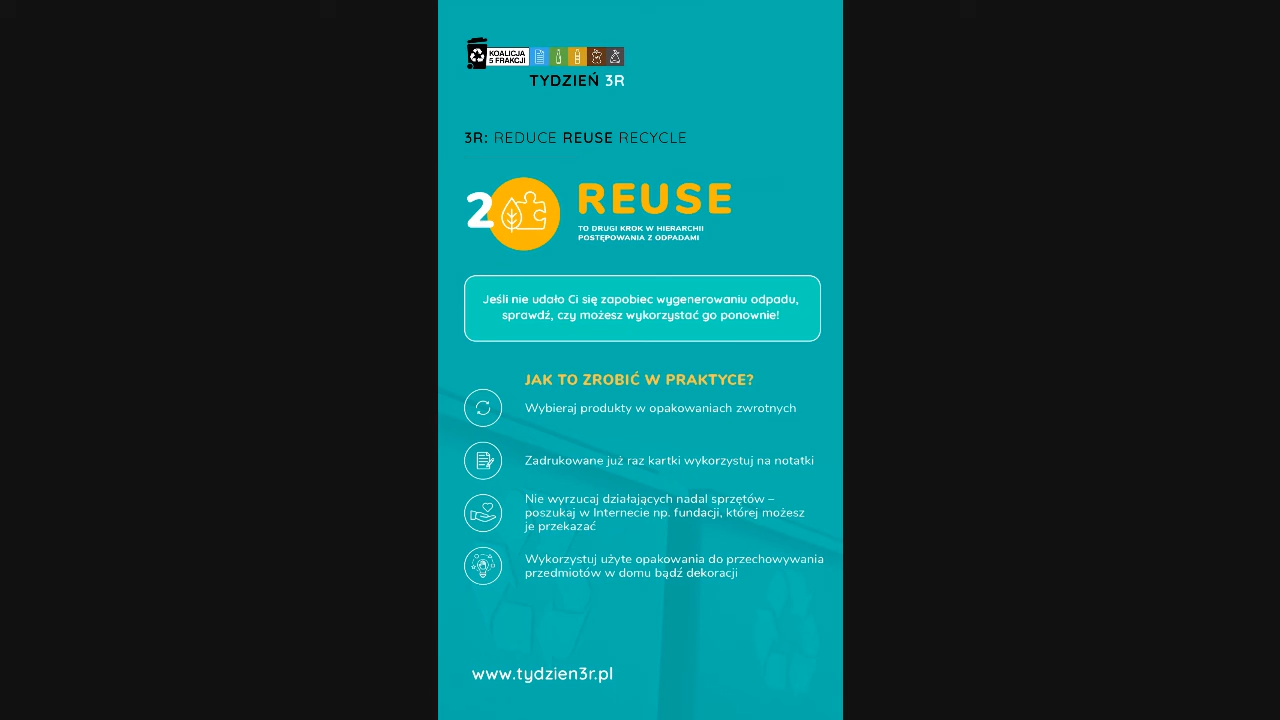 KOALICJA
5 FRAKCJI
TYDZIEŃ 3R
3R: REDUCE REUSE RECYCLE
2
REUSE
TO DRUGI KROK W HIERARCHII
POSTĘPOWANIA Z ODPADAMI
Jeśli nie udało Ci się zapobiec wygenerowaniu odpadu,
sprawdź, czy możesz wykorzystać go ponownie!
JAK TO ZROBIĆ W PRAKTYCE?
Wybieraj produkty w opakowaniach zwrotnych
Zadrukowane już raz kartki wykorzystuj na notatki
Nie wyrzucaj działających nadal sprzętów –
poszukaj w Internecie np. fundacji, której możesz
je przekazać
Wykorzystuj użyte opakowania do przechowywania
przedmiotów w domu bądź dekoracji
www.tydzien3r.pl